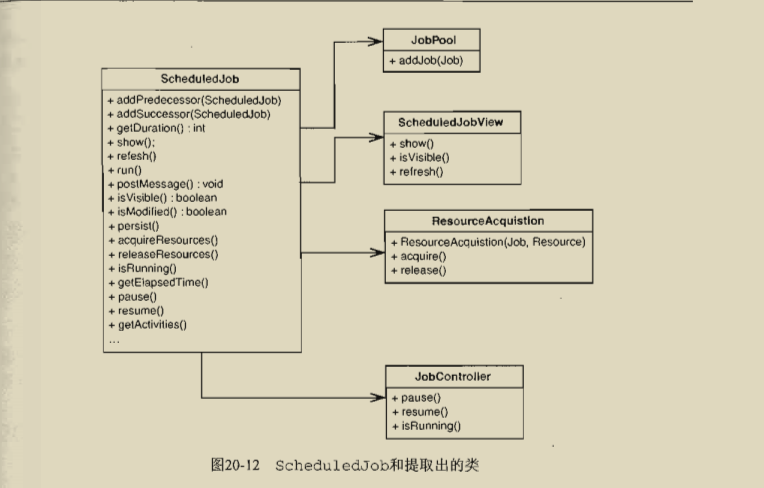 JobPool
+ addJob(Job)
ScheduledJob
+ addPredecessor(ScheduledJob)
+ addSuccessor(ScheduledJob)
+ getDuration() : int
+ show();
+ refesh()
+ run()
+ postMessage() : void
+ isVisible() : boolean
+ isModified() : boolean
+ persist()
+ acquireResources()
+ releaseResources()
+ isRunning()
+ getElapsedTime()
+ pause()
+ resume()
+ getActivities()
...
ScheduledJobView
+ show()
+ isVisible()
+ refresh()
ResourceAcquistion
+ ResourceAcquistion(Job, Resource)
+ acquire()
+ release()
JobController
+ pause()
+ resume()
+ isRunning()
图20-12 ScheduledJob和提取出的类